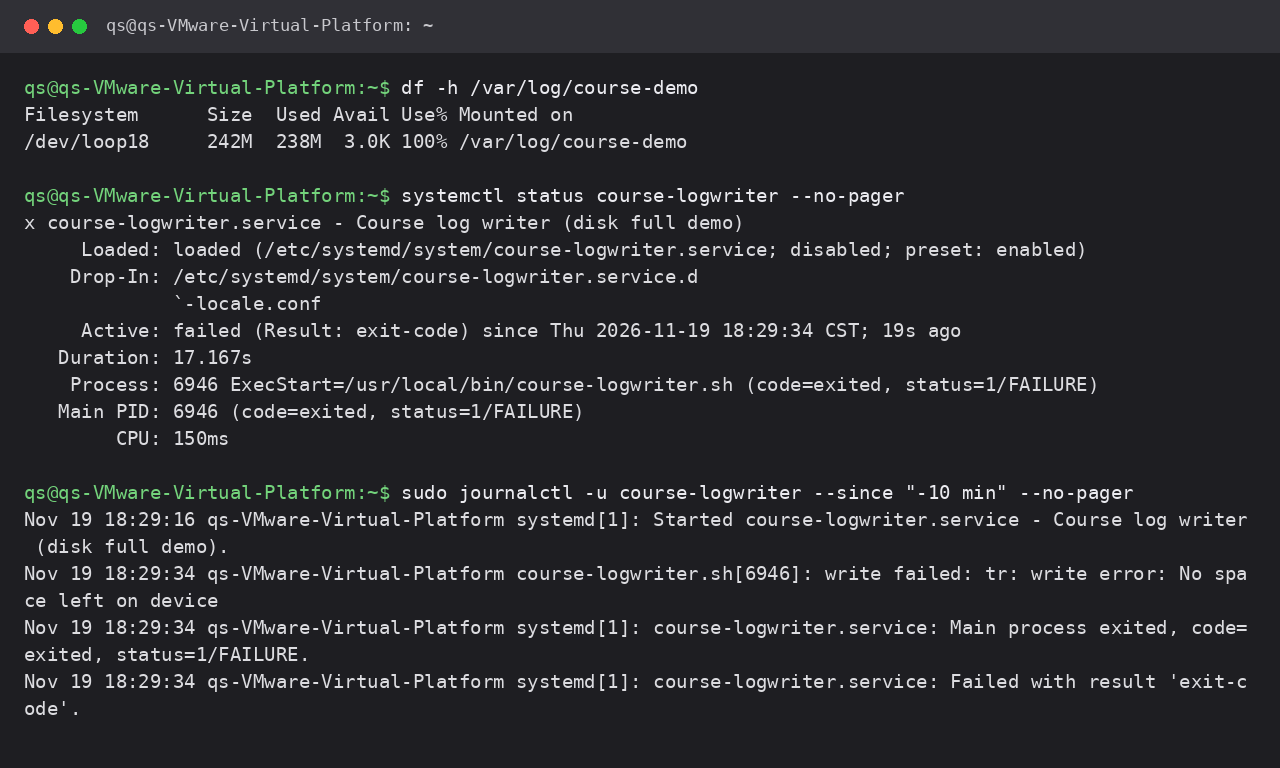 qs@qs-VMware-Virtual-Platform: ~
qs@qs-VMware-Virtual-Platform:~$ df -h /var/log/course-demo
Filesystem      Size  Used Avail Use% Mounted on
/dev/loop18     242M  238M  3.0K 100% /var/log/course-demo
qs@qs-VMware-Virtual-Platform:~$ systemctl status course-logwriter --no-pager
x course-logwriter.service - Course log writer (disk full demo)
     Loaded: loaded (/etc/systemd/system/course-logwriter.service; disabled; preset: enabled)
    Drop-In: /etc/systemd/system/course-logwriter.service.d
             `-locale.conf
     Active: failed (Result: exit-code) since Thu 2026-11-19 18:29:34 CST; 19s ago
   Duration: 17.167s
    Process: 6946 ExecStart=/usr/local/bin/course-logwriter.sh (code=exited, status=1/FAILURE)
   Main PID: 6946 (code=exited, status=1/FAILURE)
        CPU: 150ms
qs@qs-VMware-Virtual-Platform:~$ sudo journalctl -u course-logwriter --since "-10 min" --no-pager
Nov 19 18:29:16 qs-VMware-Virtual-Platform systemd[1]: Started course-logwriter.service - Course log writer
 (disk full demo).
Nov 19 18:29:34 qs-VMware-Virtual-Platform course-logwriter.sh[6946]: write failed: tr: write error: No spa
ce left on device
Nov 19 18:29:34 qs-VMware-Virtual-Platform systemd[1]: course-logwriter.service: Main process exited, code=
exited, status=1/FAILURE.
Nov 19 18:29:34 qs-VMware-Virtual-Platform systemd[1]: course-logwriter.service: Failed with result 'exit-c
ode'.